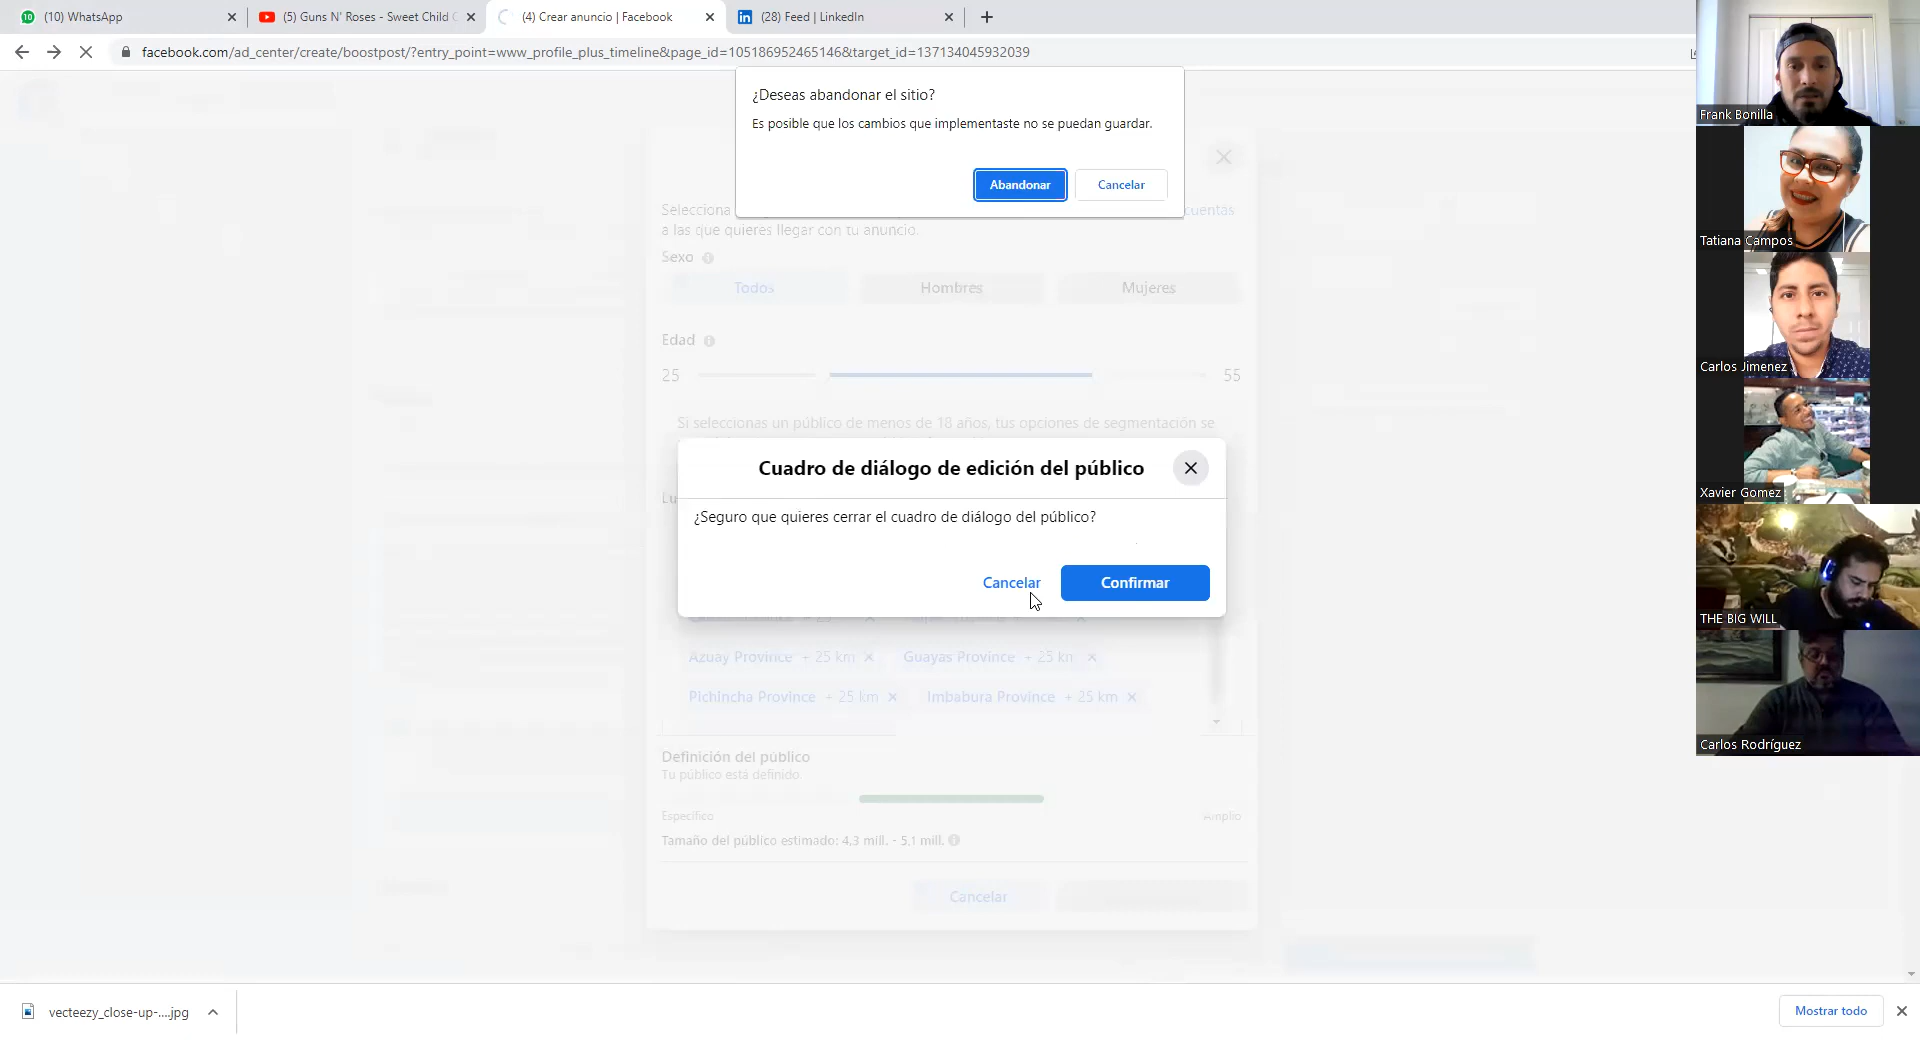 (10) WhatsApp
(5) Guns N' Roses - Sweet Child
(4) Crear anuncio | Facebook
(28) Feed | LinkedIn
facebook.com/ad_center/create/boostpost/?entry_point=www_profile_plus_timeline&page_id=105186952465146&target_id=137134045932039
¿Deseas abandonar el sitio?
Es posible que los cambios que implementaste no se puedan guardar.
Abandonar
Cancelar
Selecciona
cuentas
a las que quieres llegar con tu anuncio.
Sexo
Todos
Hombres
Mujeres
Edad
25
55
Si seleccionas un público de menos de 18 años, tus opciones de segmentación se
Cuadro de diálogo de edición del público
Lu
¿Seguro que quieres cerrar el cuadro de diálogo del público?
Cancelar
Confirmar
Azuay Province + 25 km
Guayas Province + 25 km
Pichincha Province + 25 km
Imbabura Province + 25 km
Definición del público
Tu público está definido.
Específico
Amplio
Tamaño del público estimado: 4,3 mill. - 5,1 mill.
Cancelar
vecteezy_close-up-....jpg
Mostrar todo
Frank Bonilla
Tatiana Campos
Carlos Jimenez
Xavier Gomez
THE BIG WILL
Carlos Rodríguez